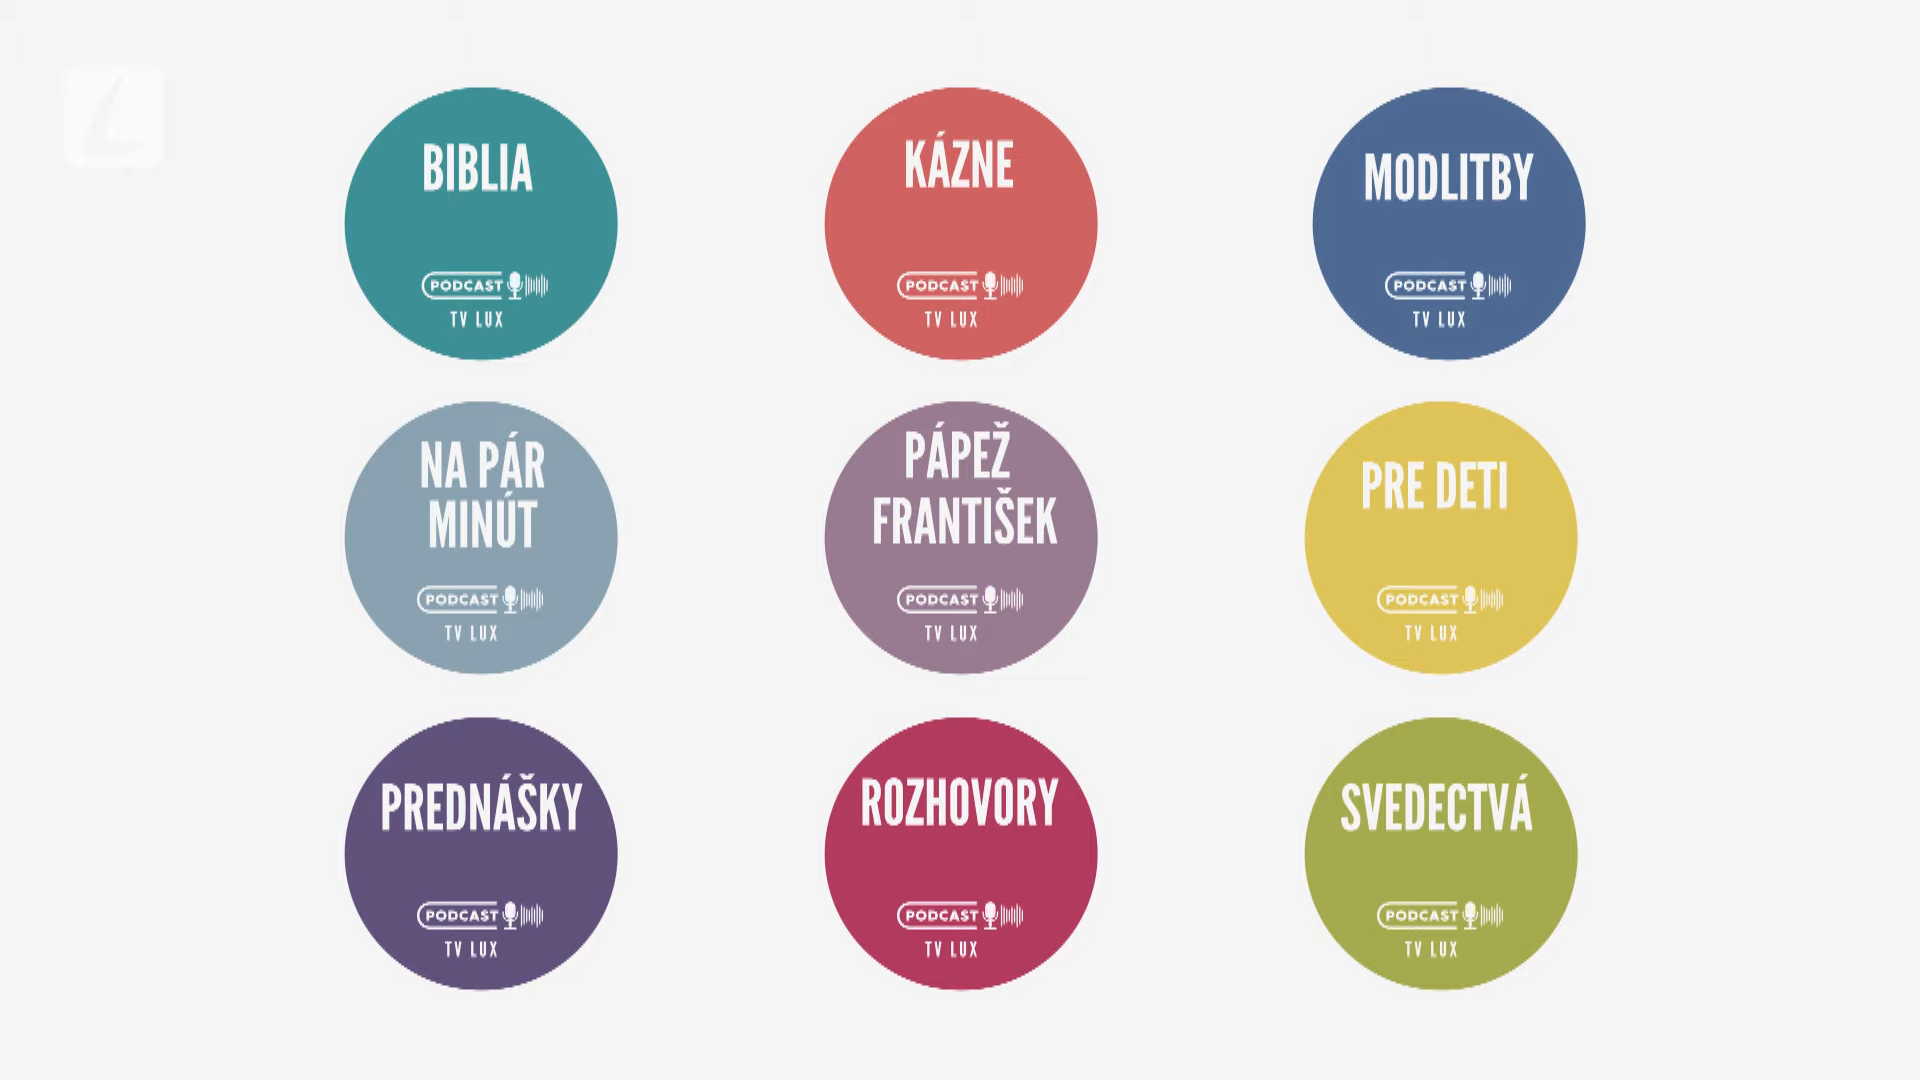 BIBLIA
PODCAST
TV LUX
KÁZNE
PODCAST
TV LUX
MODLITBY
PODCAST
TV LUX
NA PÁR
MINÚT
PODCAST
TV LUX
PÁPEŽ
FRANTIŠEK
PODCAST
TV LUX
PRE DETI
PODCAST
TV LUX
PREDNÁŠKY
PODCAST
TV LUX
ROZHOVORY
PODCAST
TV LUX
SVEDECTVÁ
PODCAST
TV LUX